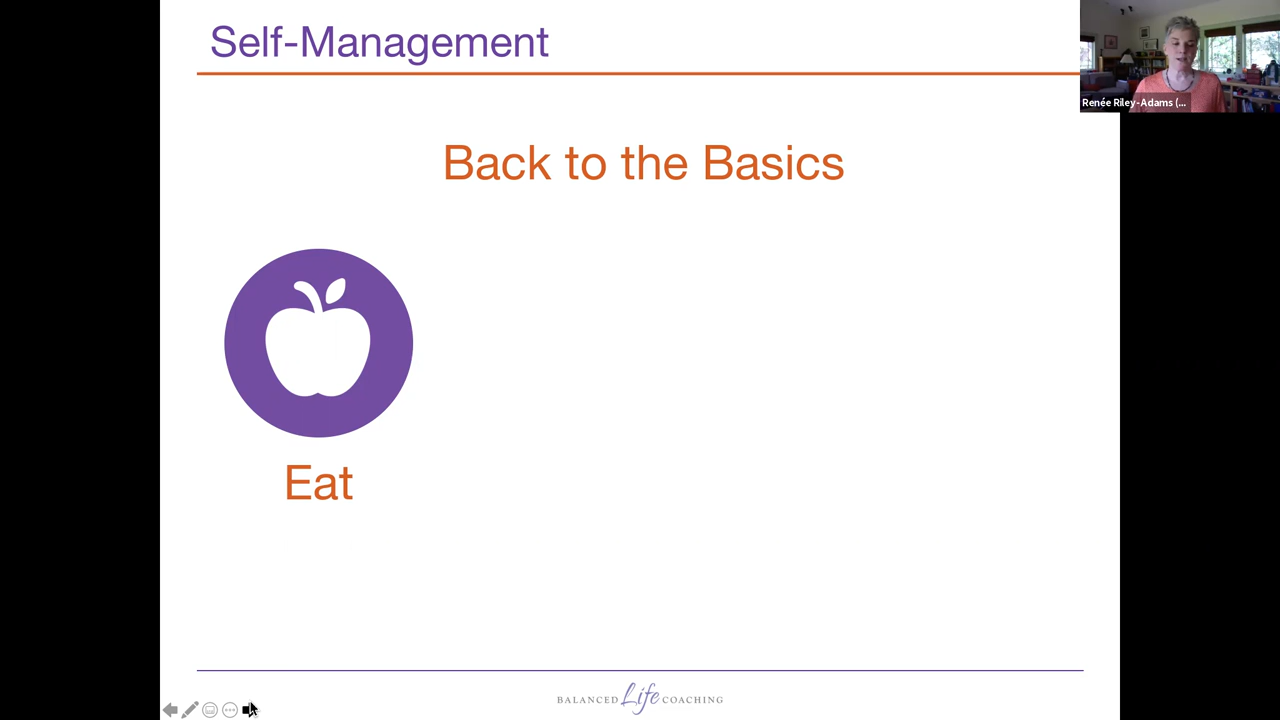 Self-Management
Renée Riley-Adams (...
Back to the Basics
Eat
BALANCED Life COACHING